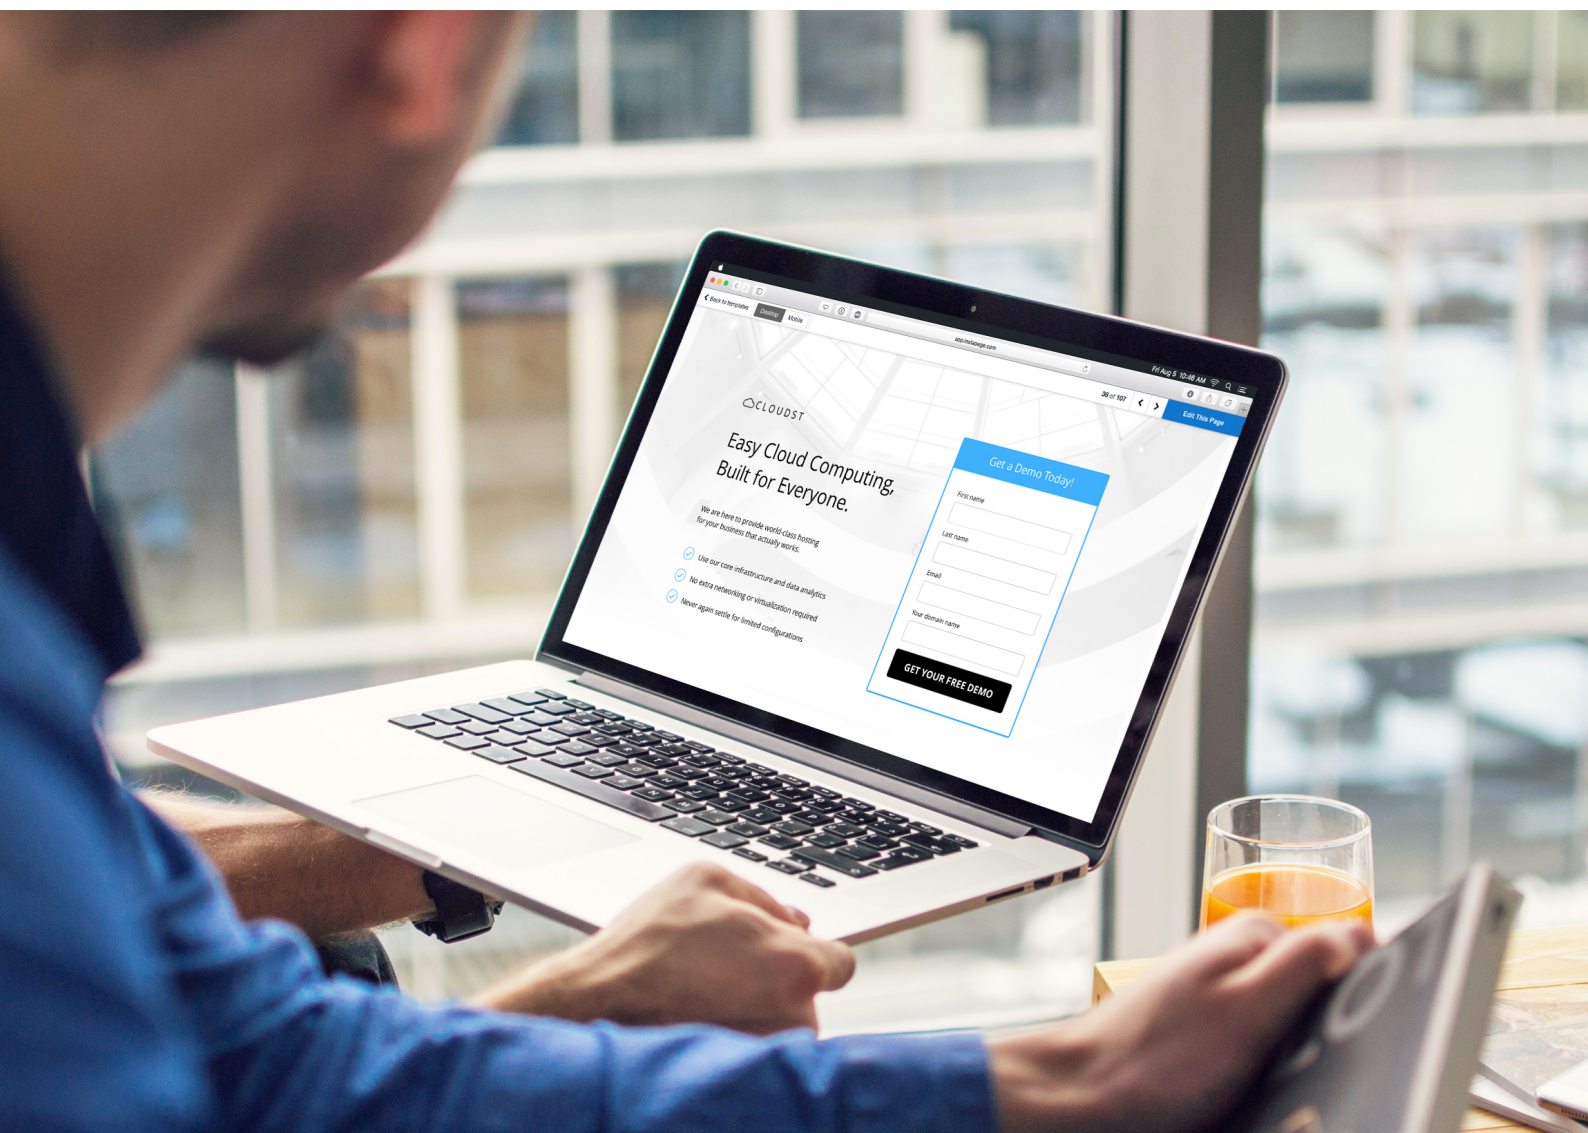 Fri Aug 5 10:46 AM
app.instapage.com
Back to templates
Desktop
Mobile
36 of 107
Edit This Page
CLOUDST
Easy Cloud Computing,
Built for Everyone.
We are here to provide world-class hosting
for your business that actually works.
Use our core infrastructure and data analytics
No extra networking or virtualization required
Never again settle for limited configurations
Get a Demo Today!
First name
Last name
Email
Your domain name
GET YOUR FREE DEMO